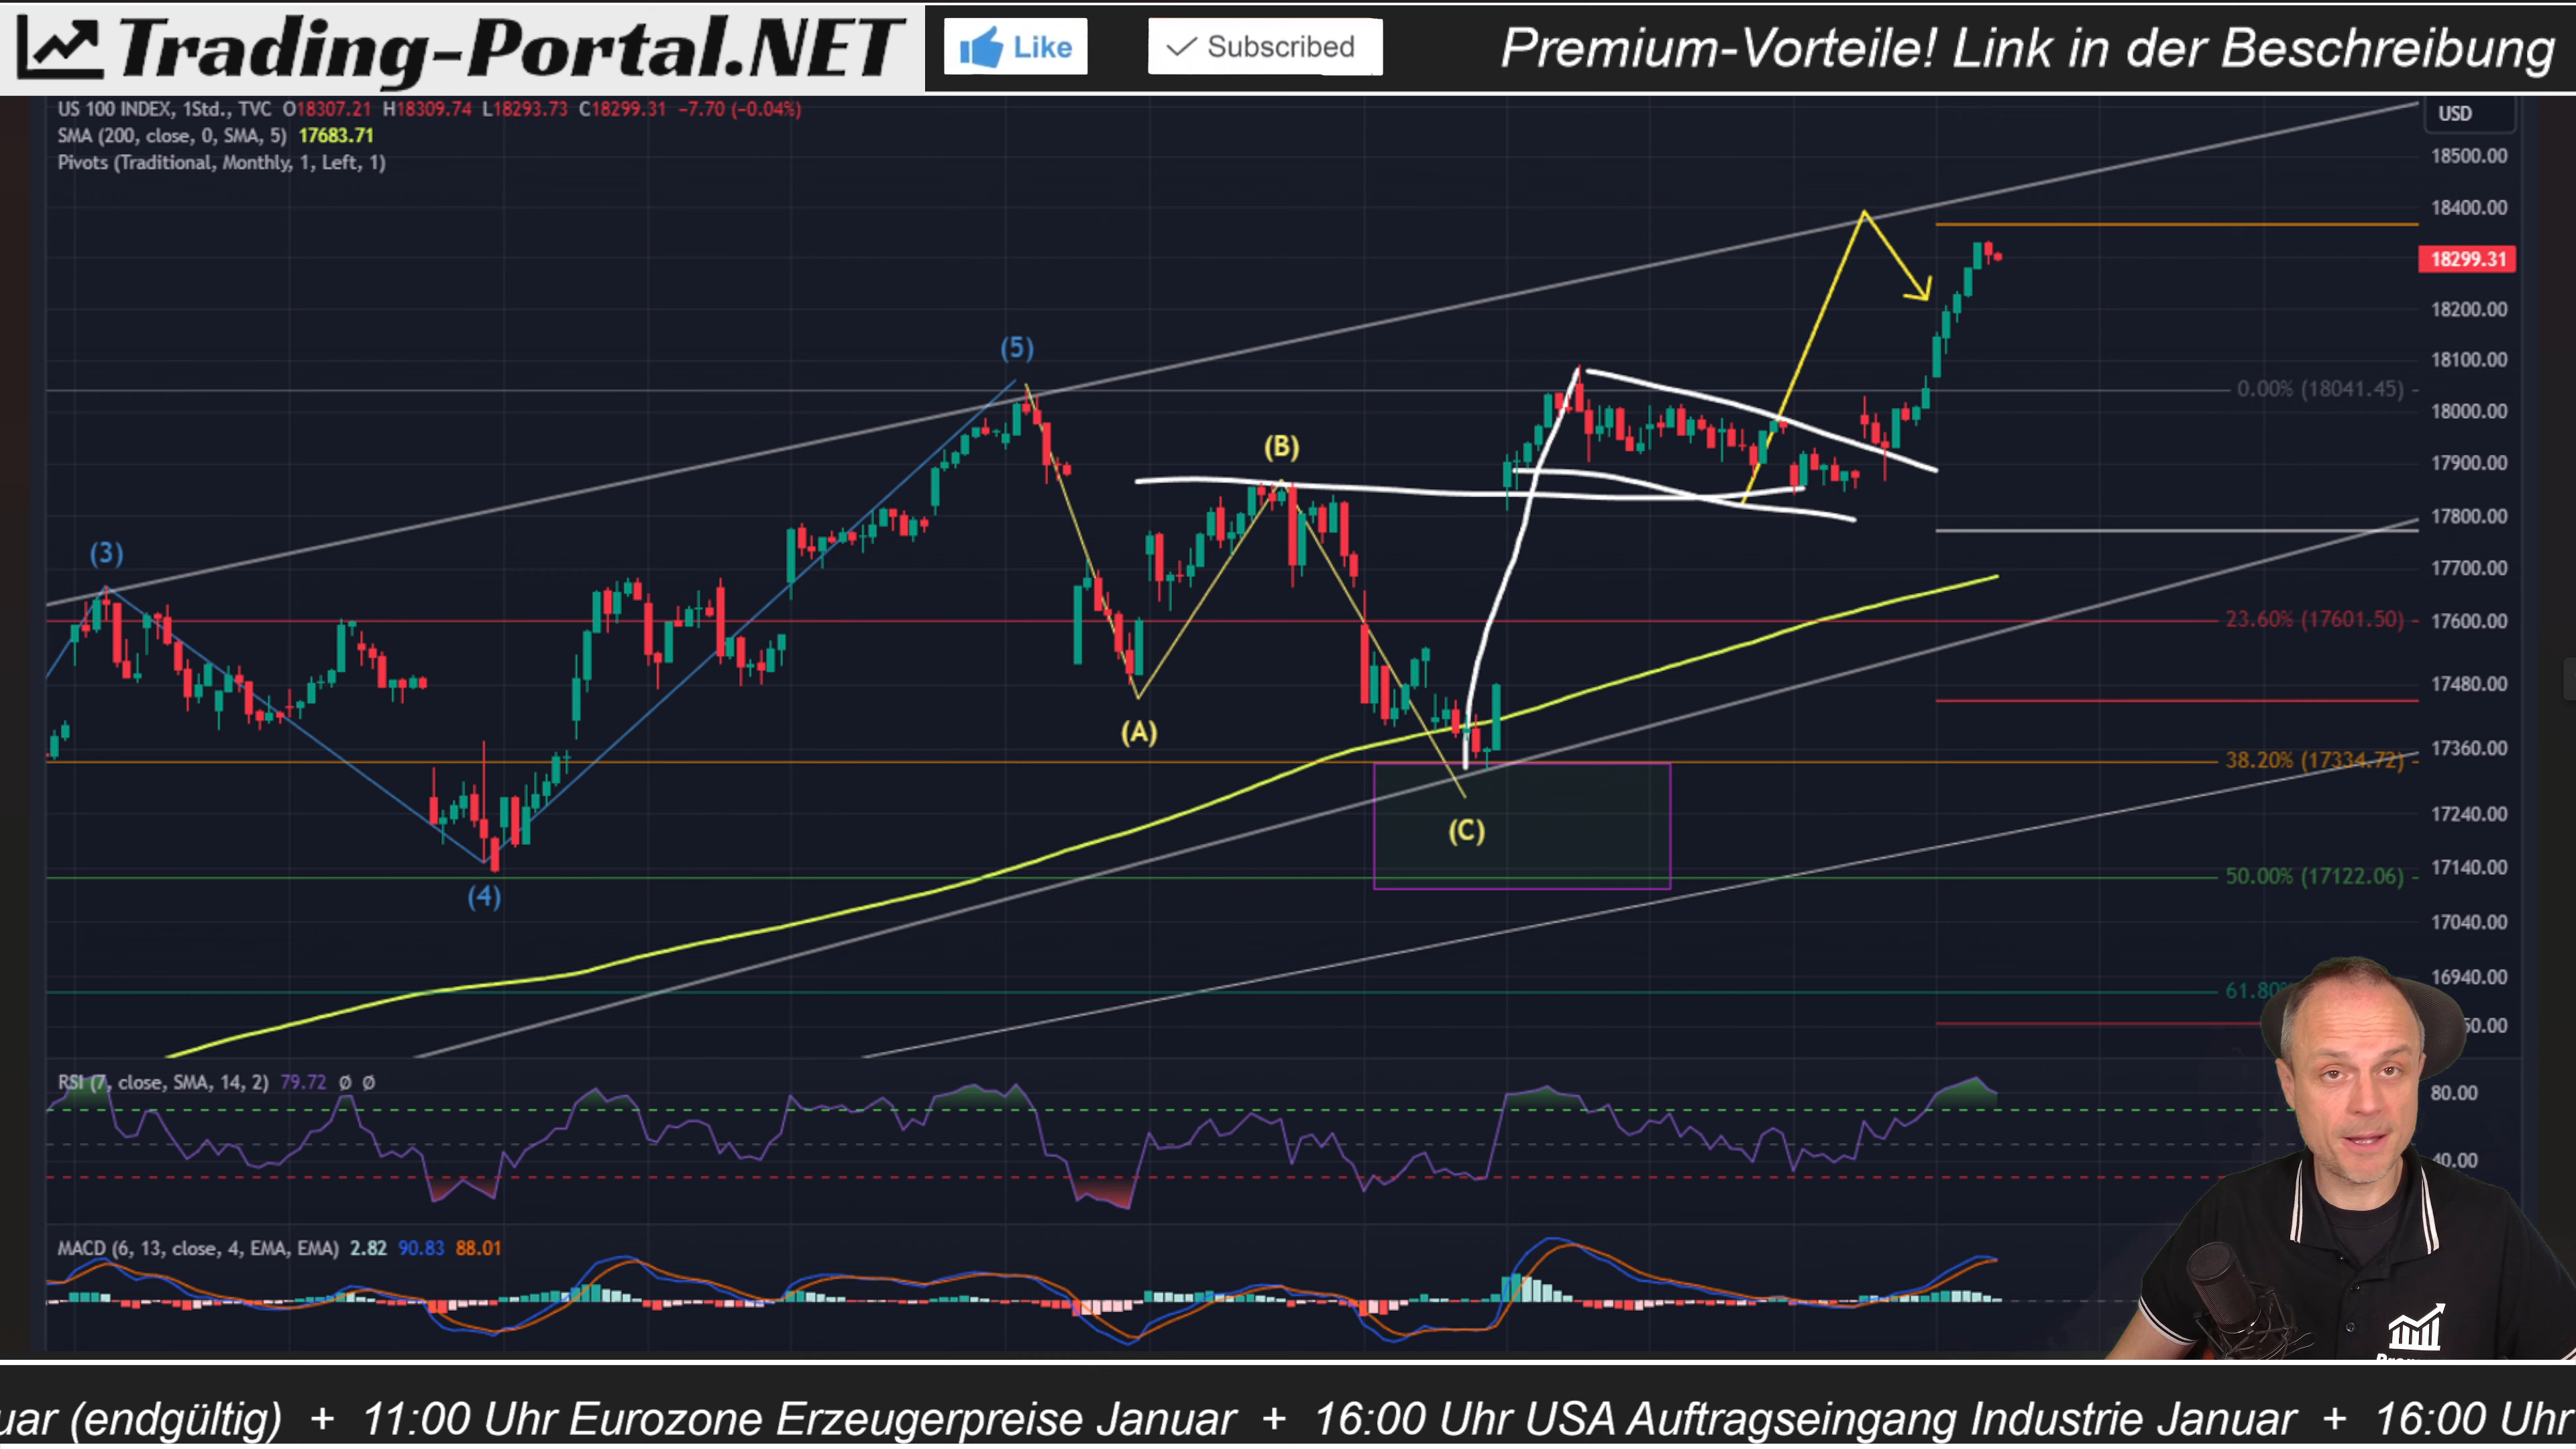 Trading-Portal.NET
Like
Subscribed
Premium-Vorteile! Link in der Beschreibung
US 100 INDEX, 1Std., TVC O18307.21 H18309.74 L18293.73 C18299.31 −7.70 (−0.04%)
SMA (200, close, 0, SMA, 5) 17683.71
Pivots (Traditional, Monthly, 1, Left, 1)
USD
18500.00
18400.00
18299.31
18200.00
(5)
18100.00
0.00% (18041.45)
18000.00
(B)
17900.00
17800.00
(3)
17700.00
23.60% (17601.50)
17600.00
17480.00
(A)
17360.00
38.20% (17334.72)
17240.00
(C)
17140.00
50.00% (17122.06)
(4)
17040.00
16940.00
61.80%
50.00
RSI (7, close, SMA, 14, 2) 79.72 Ø Ø
80.00
40.00
MACD (6, 13, close, 4, EMA, EMA) 2.82 90.83 88.01
uar (endgültig) + 11:00 Uhr Eurozone Erzeugerpreise Januar + 16:00 Uhr USA Auftragseingang Industrie Januar + 16:00 Uhr